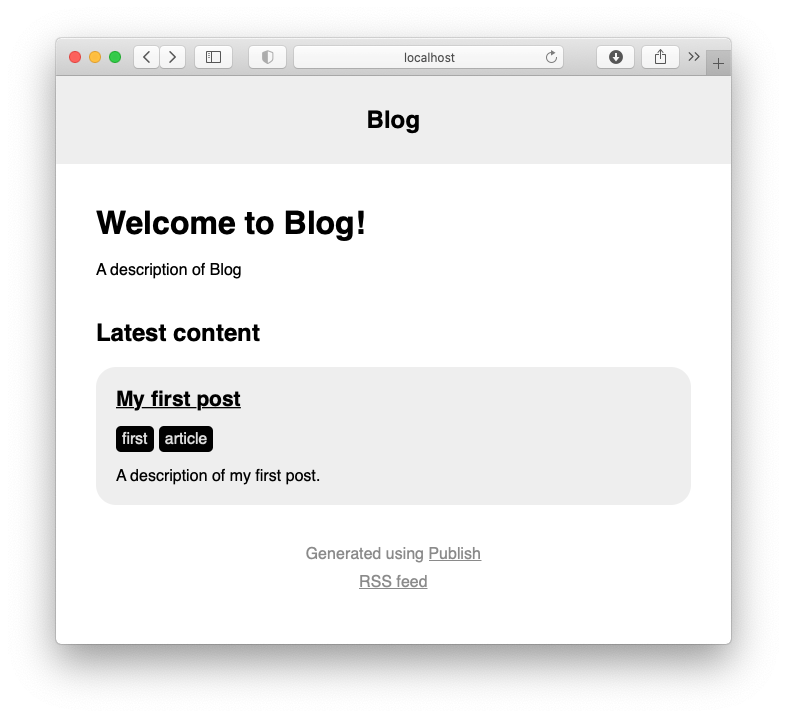 localhost
Blog
Welcome to Blog!
A description of Blog
Latest content
My first post
first article
A description of my first post.
Generated using Publish
RSS feed